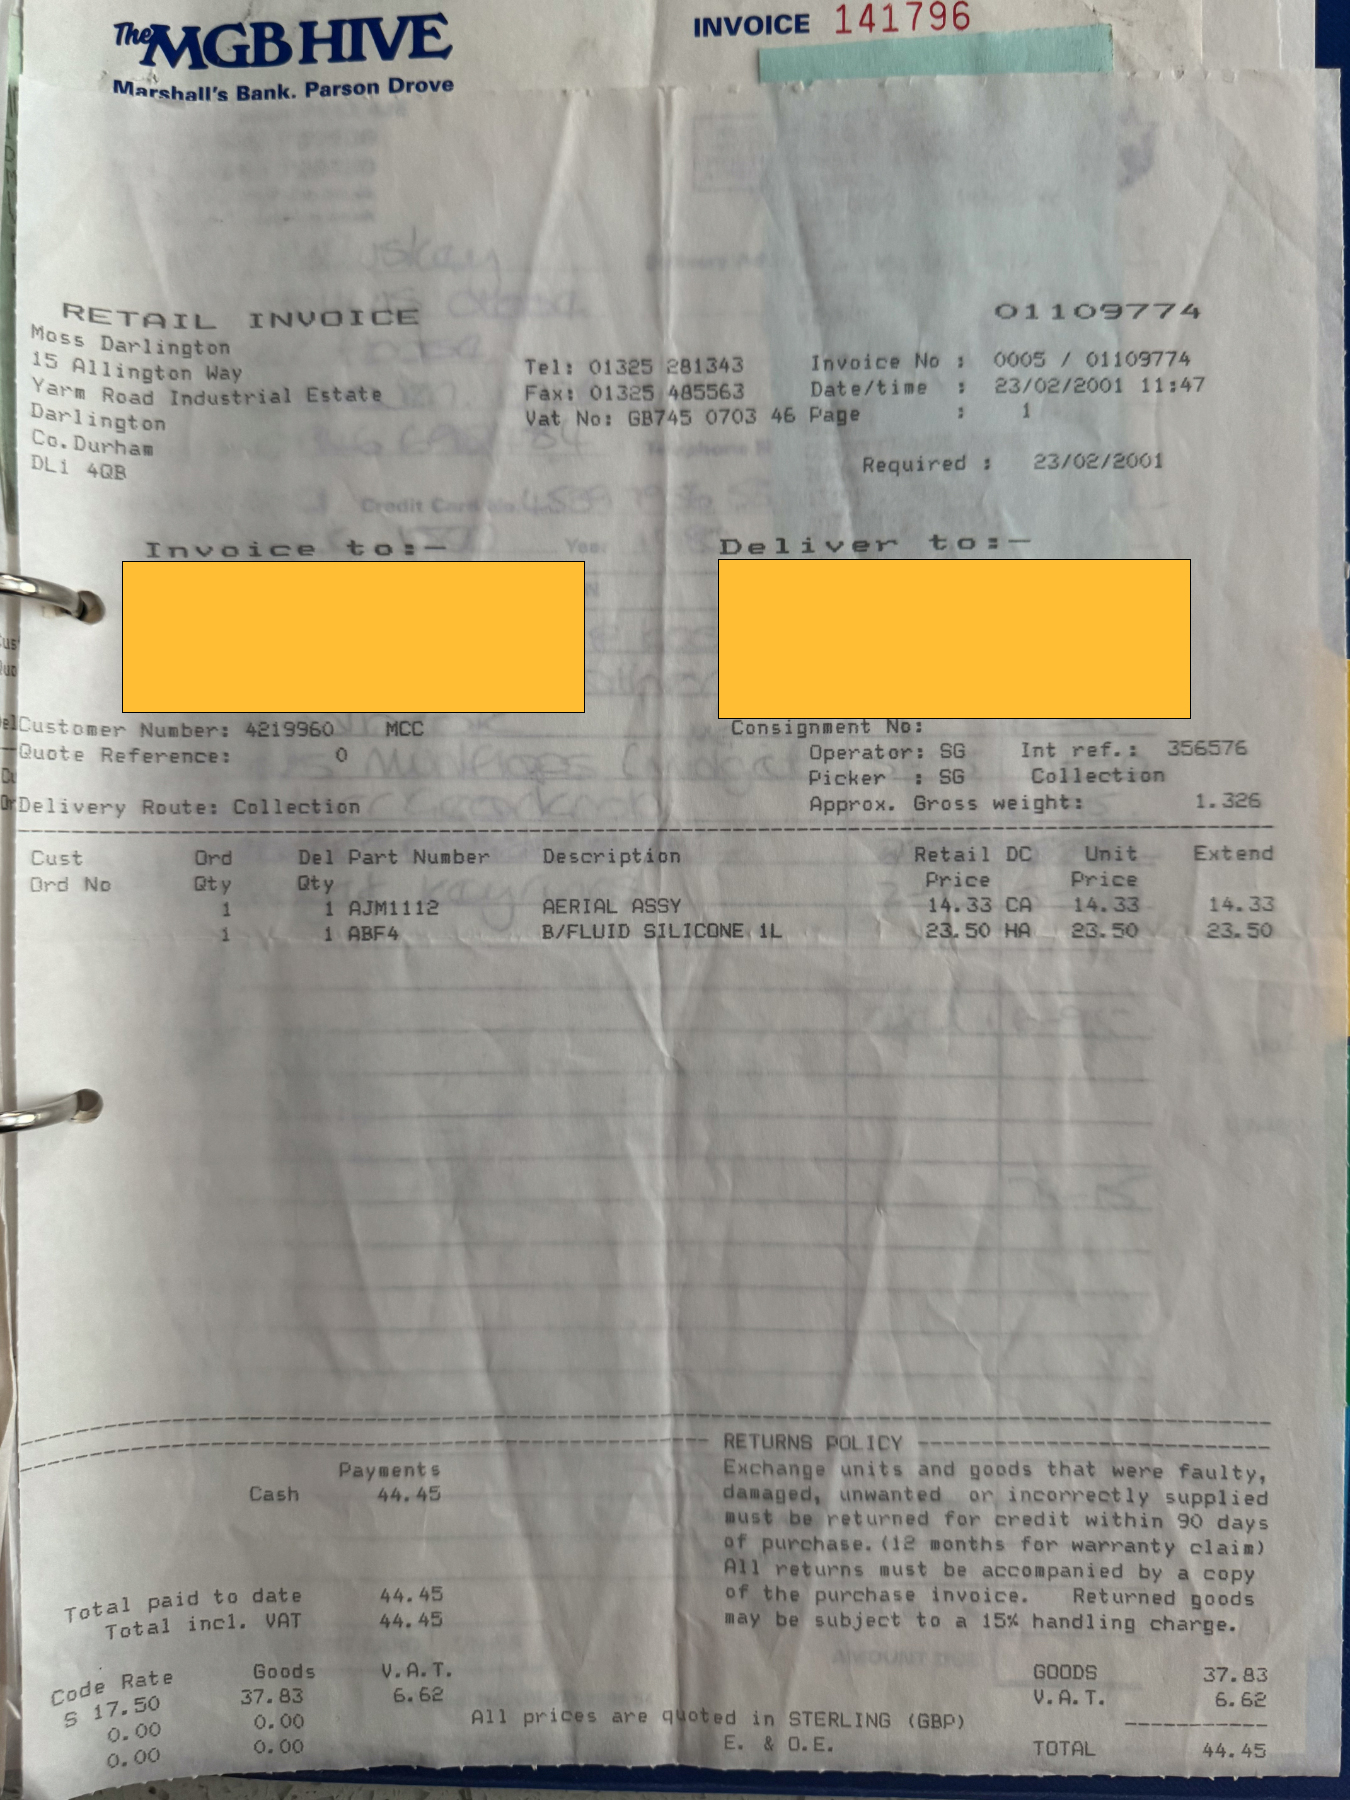 The MGB HIVE
Marshall's Bank. Parson Drove
INVOICE 141796
RETAIL INVOICE 01109774
Moss Darlington
15 Allington Way
Yarm Road Industrial Estate
Darlington
Co.Durham
DL1 4QB
Tel: 01325 281343
Fax: 01325 485563
Vat No: GB745 0703 46
Invoice No : 0005 / 01109774
Date/time : 23/02/2001 11:47
Page : 1
Required : 23/02/2001
Invoice to:-
Deliver to:-
Customer Number: 4219960 MCC
Quote Reference: 0
Delivery Route: Collection
Consignment No:
Operator: SG Int ref.: 356576
Picker : SG Collection
Approx. Gross weight: 1.326
Cust Ord Del Part Number Description Retail DC Unit Extend
Ord No Qty Qty Price Price
1 1 AJM1112 AERIAL ASSY 14.33 CA 14.33 14.33
1 1 ABF4 B/FLUID SILICONE 1L 23.50 HA 23.50 23.50
Payments
Cash 44.45
Total paid to date 44.45
Total incl. VAT 44.45
Code Rate Goods V.A.T.
S 17.50 37.83 6.62
0.00 0.00
0.00 0.00
RETURNS POLICY
Exchange units and goods that were faulty,
damaged, unwanted or incorrectly supplied
must be returned for credit within 90 days
of purchase.(12 months for warranty claim)
All returns must be accompanied by a copy
of the purchase invoice. Returned goods
may be subject to a 15% handling charge.
All prices are quoted in STERLING (GBP)
E. & O.E.
GOODS 37.83
V.A.T. 6.62
TOTAL 44.45